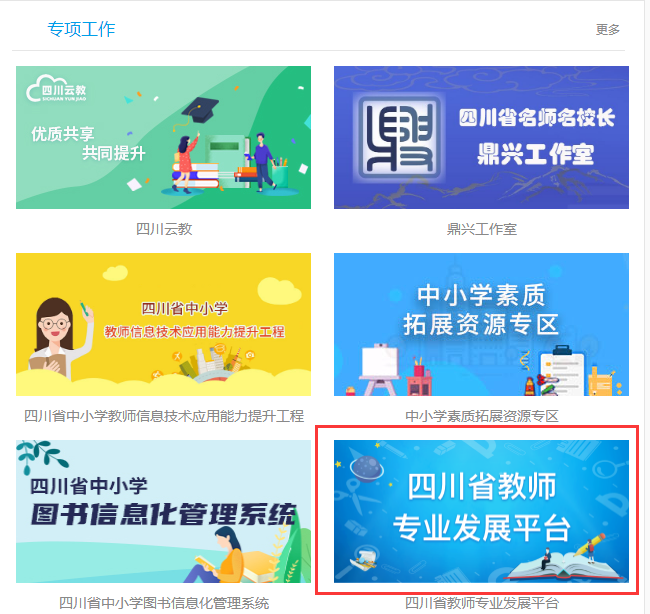 专项工作
更多
四川云教
SICHUAN YUN JIAO
优质共享
共同提升
四川省名师名校长
鼎兴工作室
四川云教
鼎兴工作室
四川省中小学
教师信息技术应用能力提升工程
中小学素质
拓展资源专区
四川省中小学教师信息技术应用能力提升工程
中小学素质拓展资源专区
四川省中小学
图书信息化管理系统
四川省教师
专业发展平台
四川省中小学图书信息化管理系统
四川省教师专业发展平台